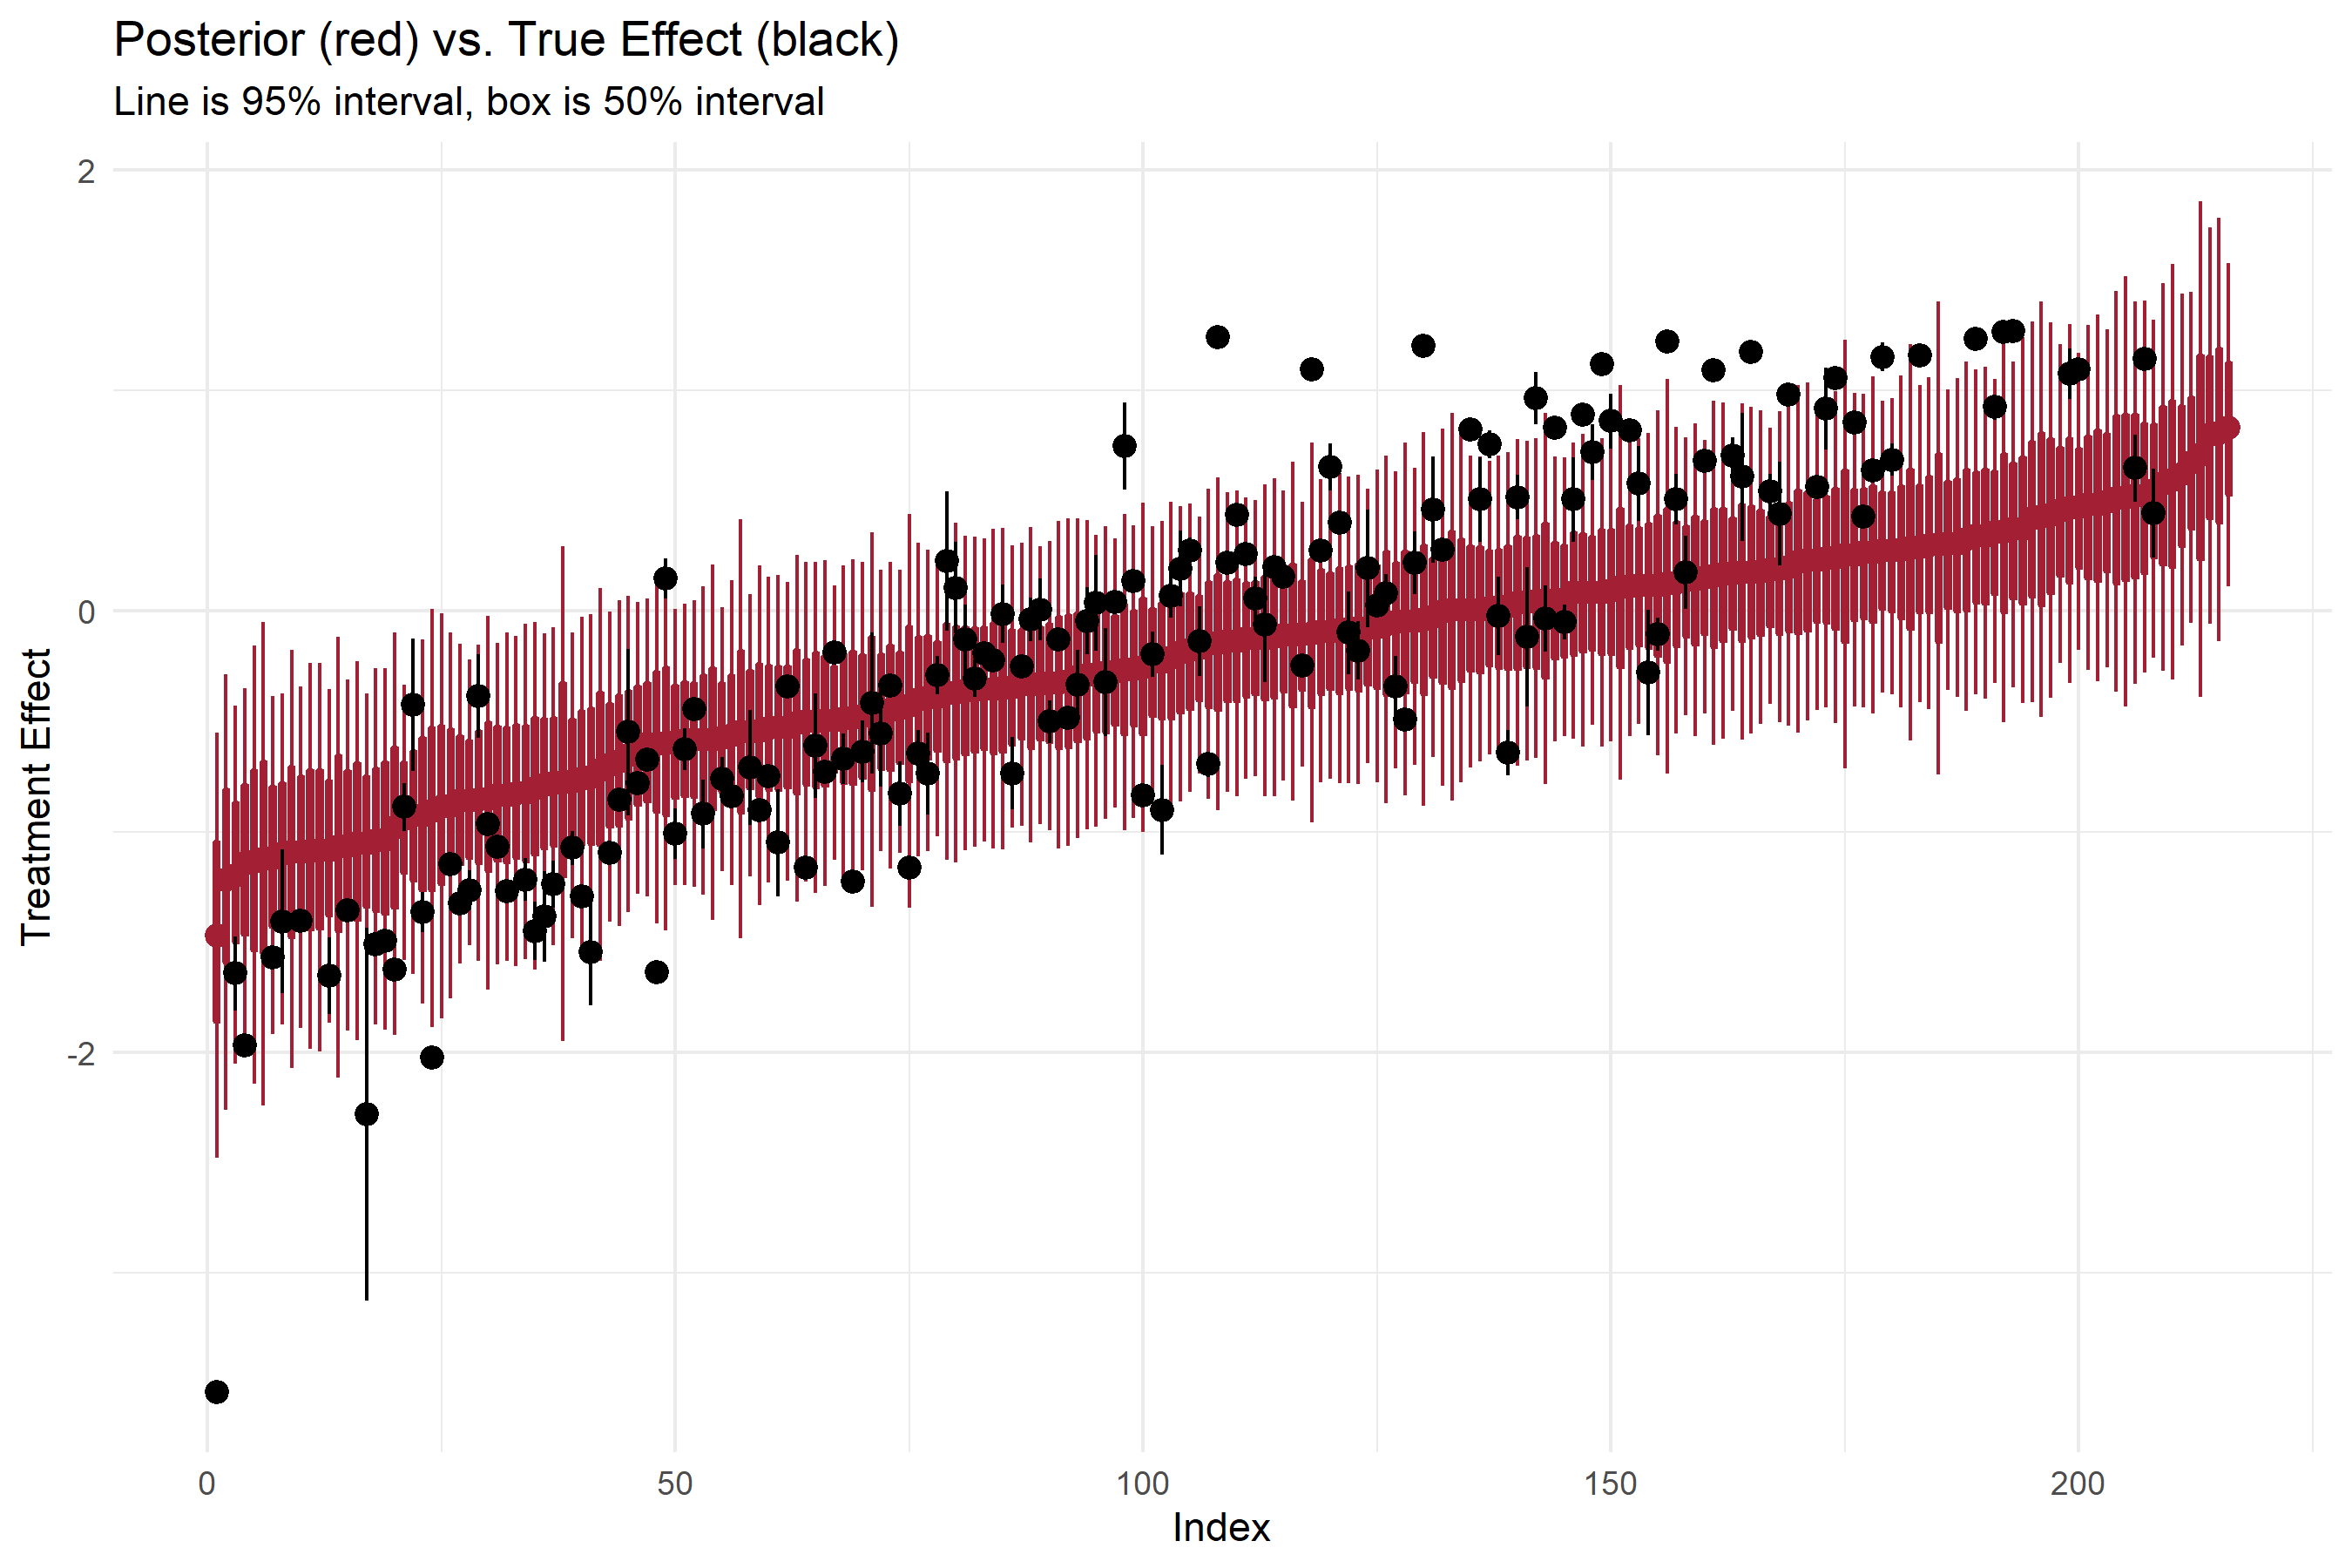 Posterior (red) vs. True Effect (black)
Line is 95% interval, box is 50% interval
2
0
-2
Treatment Effect
0 50 100 150 200
Index